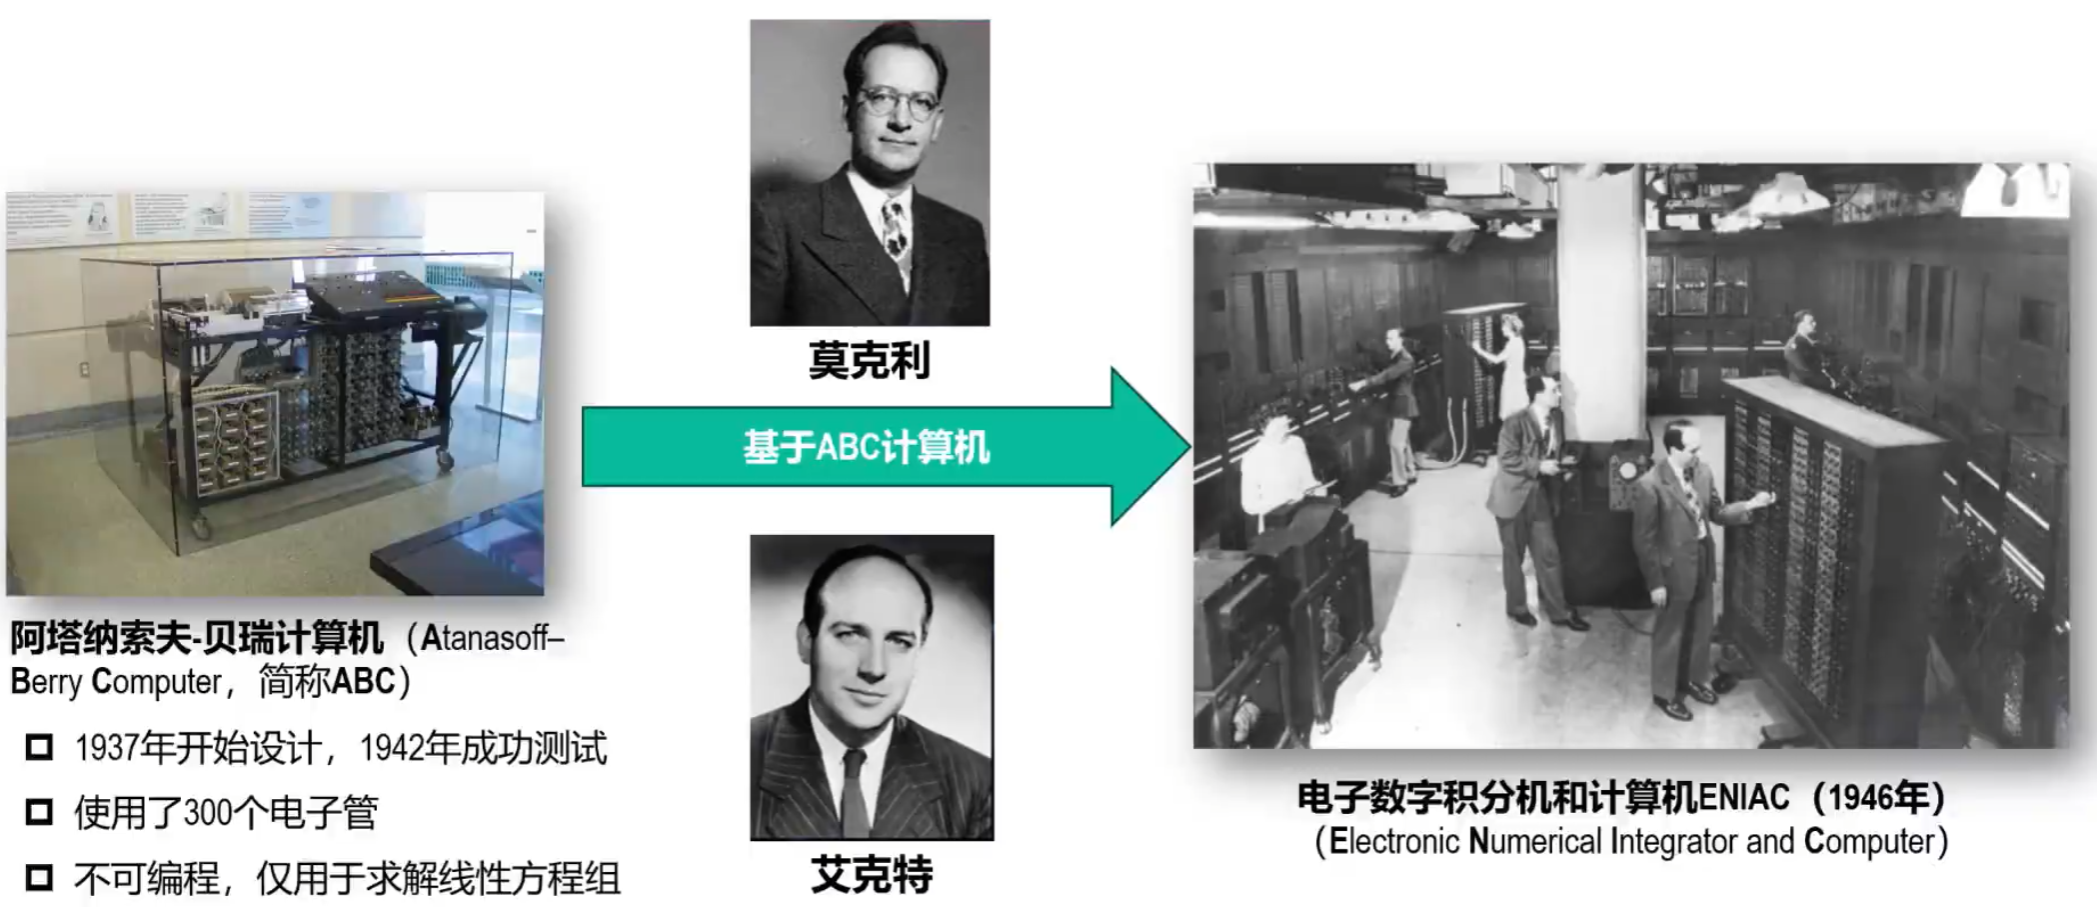 莫克利
基于ABC计算机
艾克特
阿塔纳索夫-贝瑞计算机（Atanasoff–
Berry Computer，简称ABC）
1937年开始设计，1942年成功测试
使用了300个电子管
不可编程，仅用于求解线性方程组
电子数字积分机和计算机ENIAC（1946年）
（Electronic Numerical Integrator and Computer）